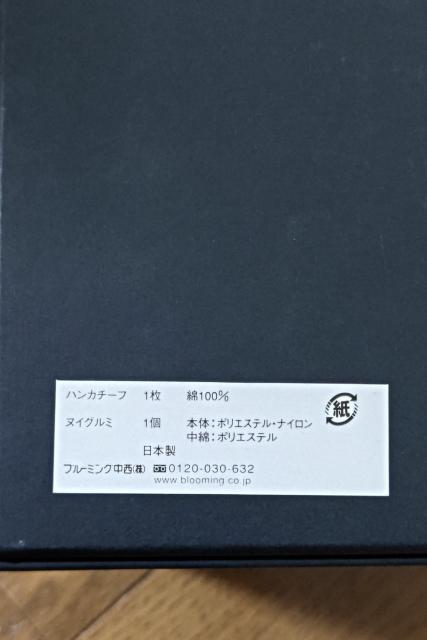 ハンカチーフ 1枚 綿100%
紙
ヌイグルミ 1個 本体：ポリエステル・ナイロン
中綿：ポリエステル
日本製
ブルーミング中西㈱ 0120-030-632
www.blooming.co.jp